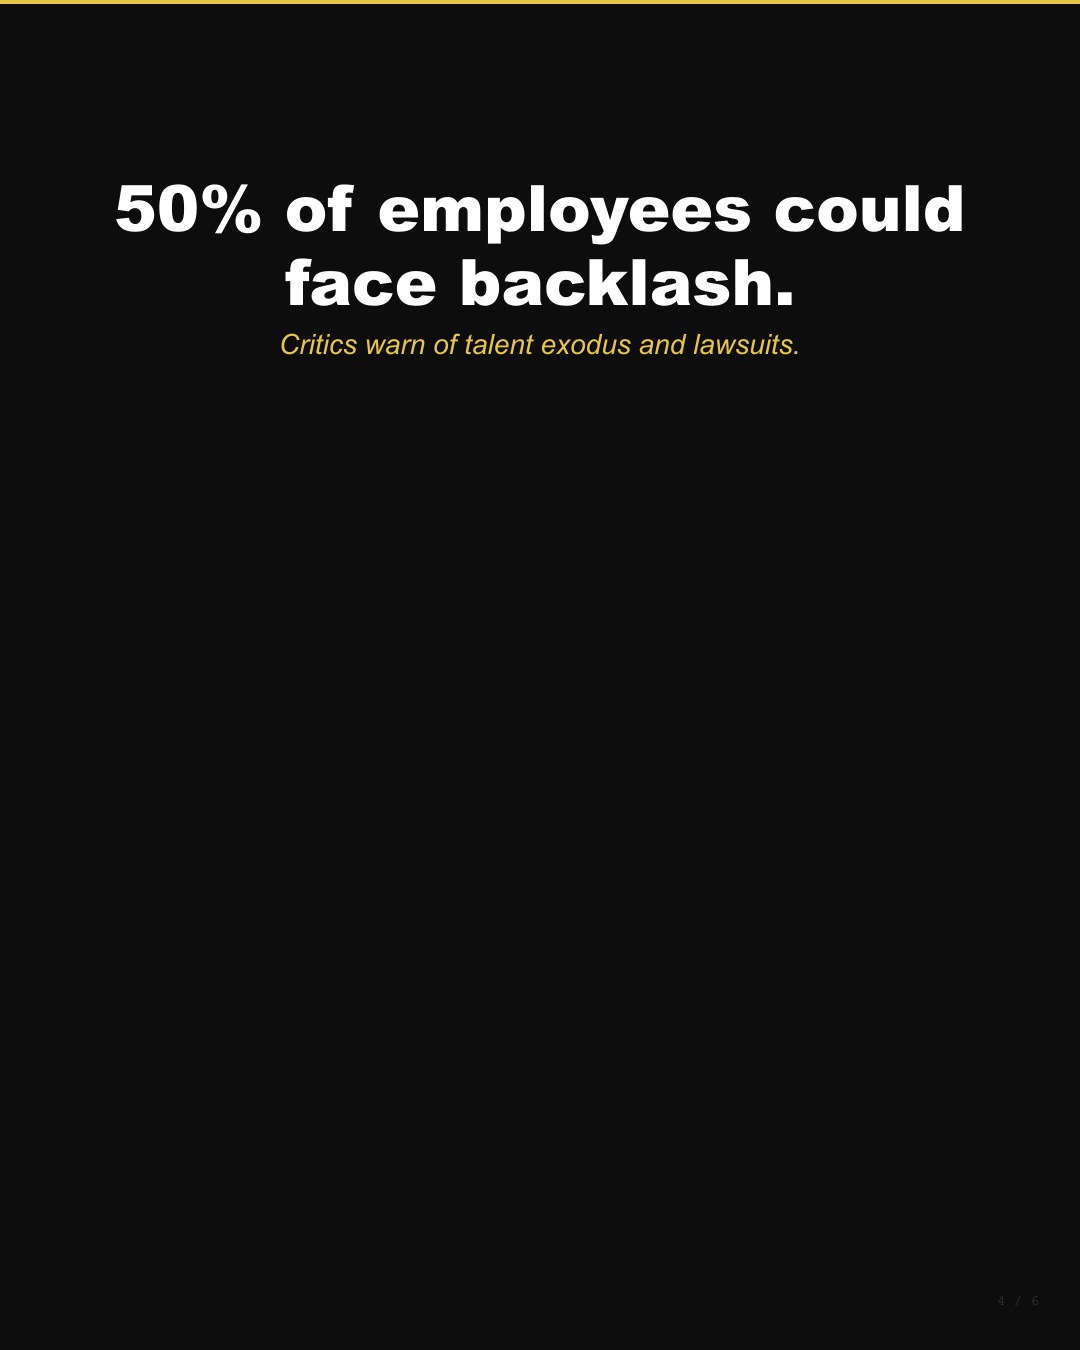 50% of employees could
face backlash.
Critics warn of talent exodus and lawsuits.
4 / 6